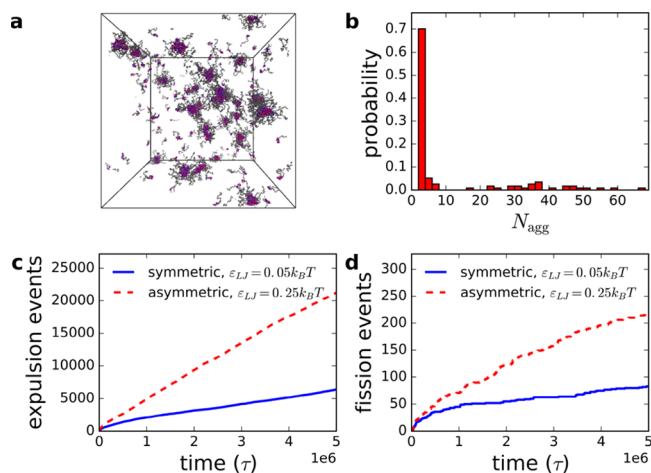 a
b
probability
0.7
0.6
0.5
0.4
0.3
0.2
0.1
0.0
0 10 20 30 40 50 60
N_agg
c
expulsion events
25000
20000
15000
10000
5000
0
symmetric, ε_LJ = 0.05k_BT
asymmetric, ε_LJ = 0.25k_BT
0 1 2 3 4 5
1e6
time (τ)
d
fission events
300
250
200
150
100
50
0
symmetric, ε_LJ = 0.05k_BT
asymmetric, ε_LJ = 0.25k_BT
0 1 2 3 4 5
1e6
time (τ)